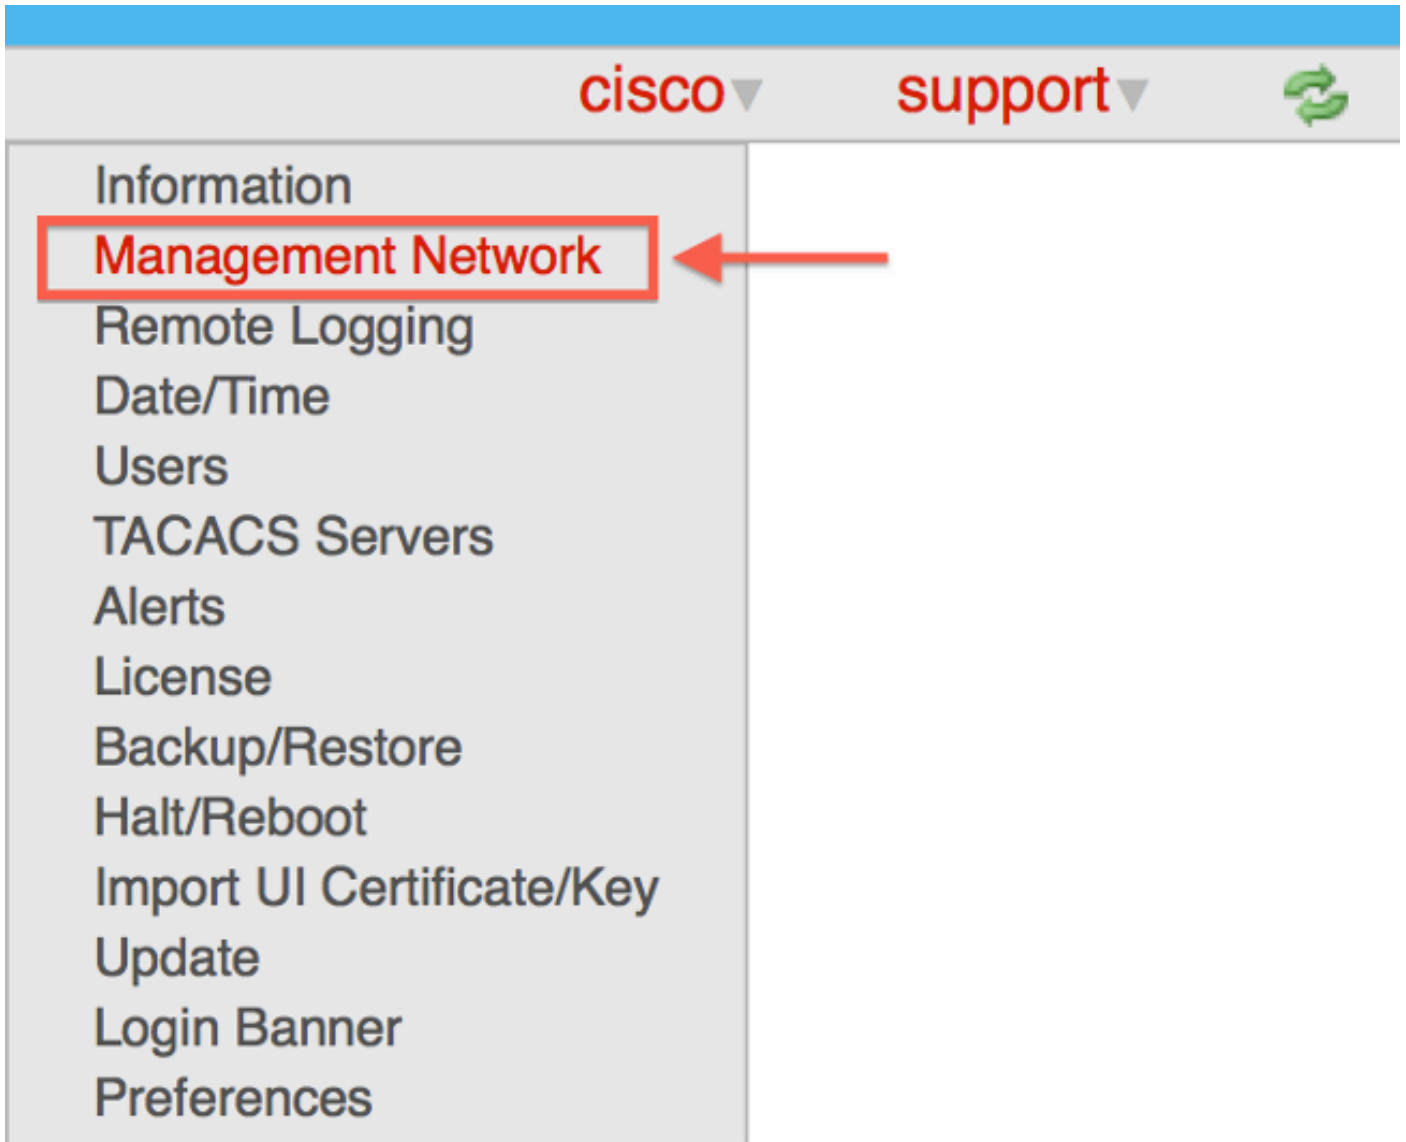 cisco support
Information
Management Network
Remote Logging
Date/Time
Users
TACACS Servers
Alerts
License
Backup/Restore
Halt/Reboot
Import UI Certificate/Key
Update
Login Banner
Preferences